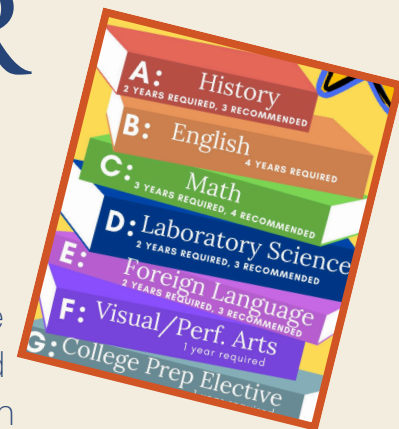 R
A: History
2 YEARS REQUIRED, 3 RECOMMENDED
B: English
4 YEARS REQUIRED
C: Math
3 YEARS REQUIRED, 4 RECOMMENDED
D: Laboratory Science
2 YEARS REQUIRED, 3 RECOMMENDED
E: Foreign Language
2 YEARS REQUIRED, 3 RECOMMENDED
F: Visual/Perf. Arts
1 year required
G: College Prep Elective
required